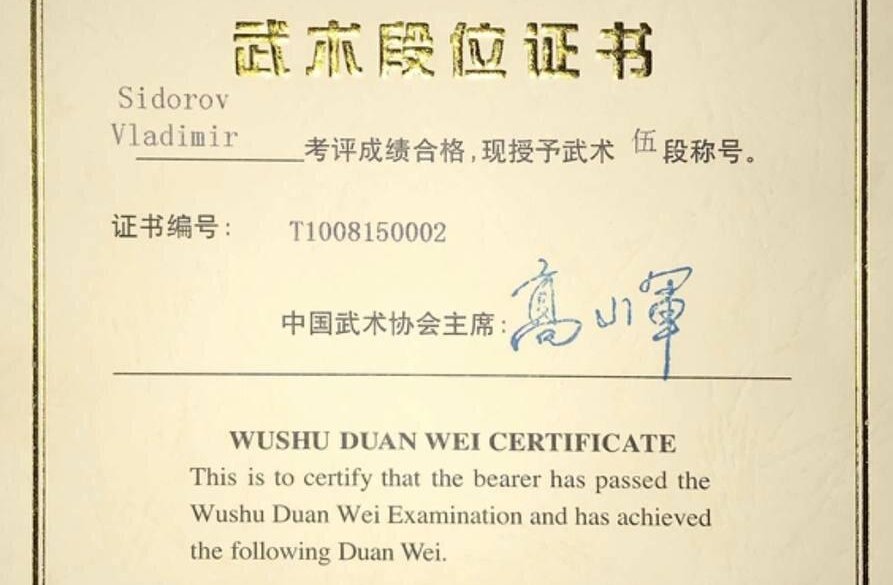 武术段位证书
Sidorov
Vladimir 考评成绩合格,现授予武术 伍 段称号。
证书编号: T1008150002
中国武术协会主席:
WUSHU DUAN WEI CERTIFICATE
This is to certify that the bearer has passed the
Wushu Duan Wei Examination and has achieved
the following Duan Wei.